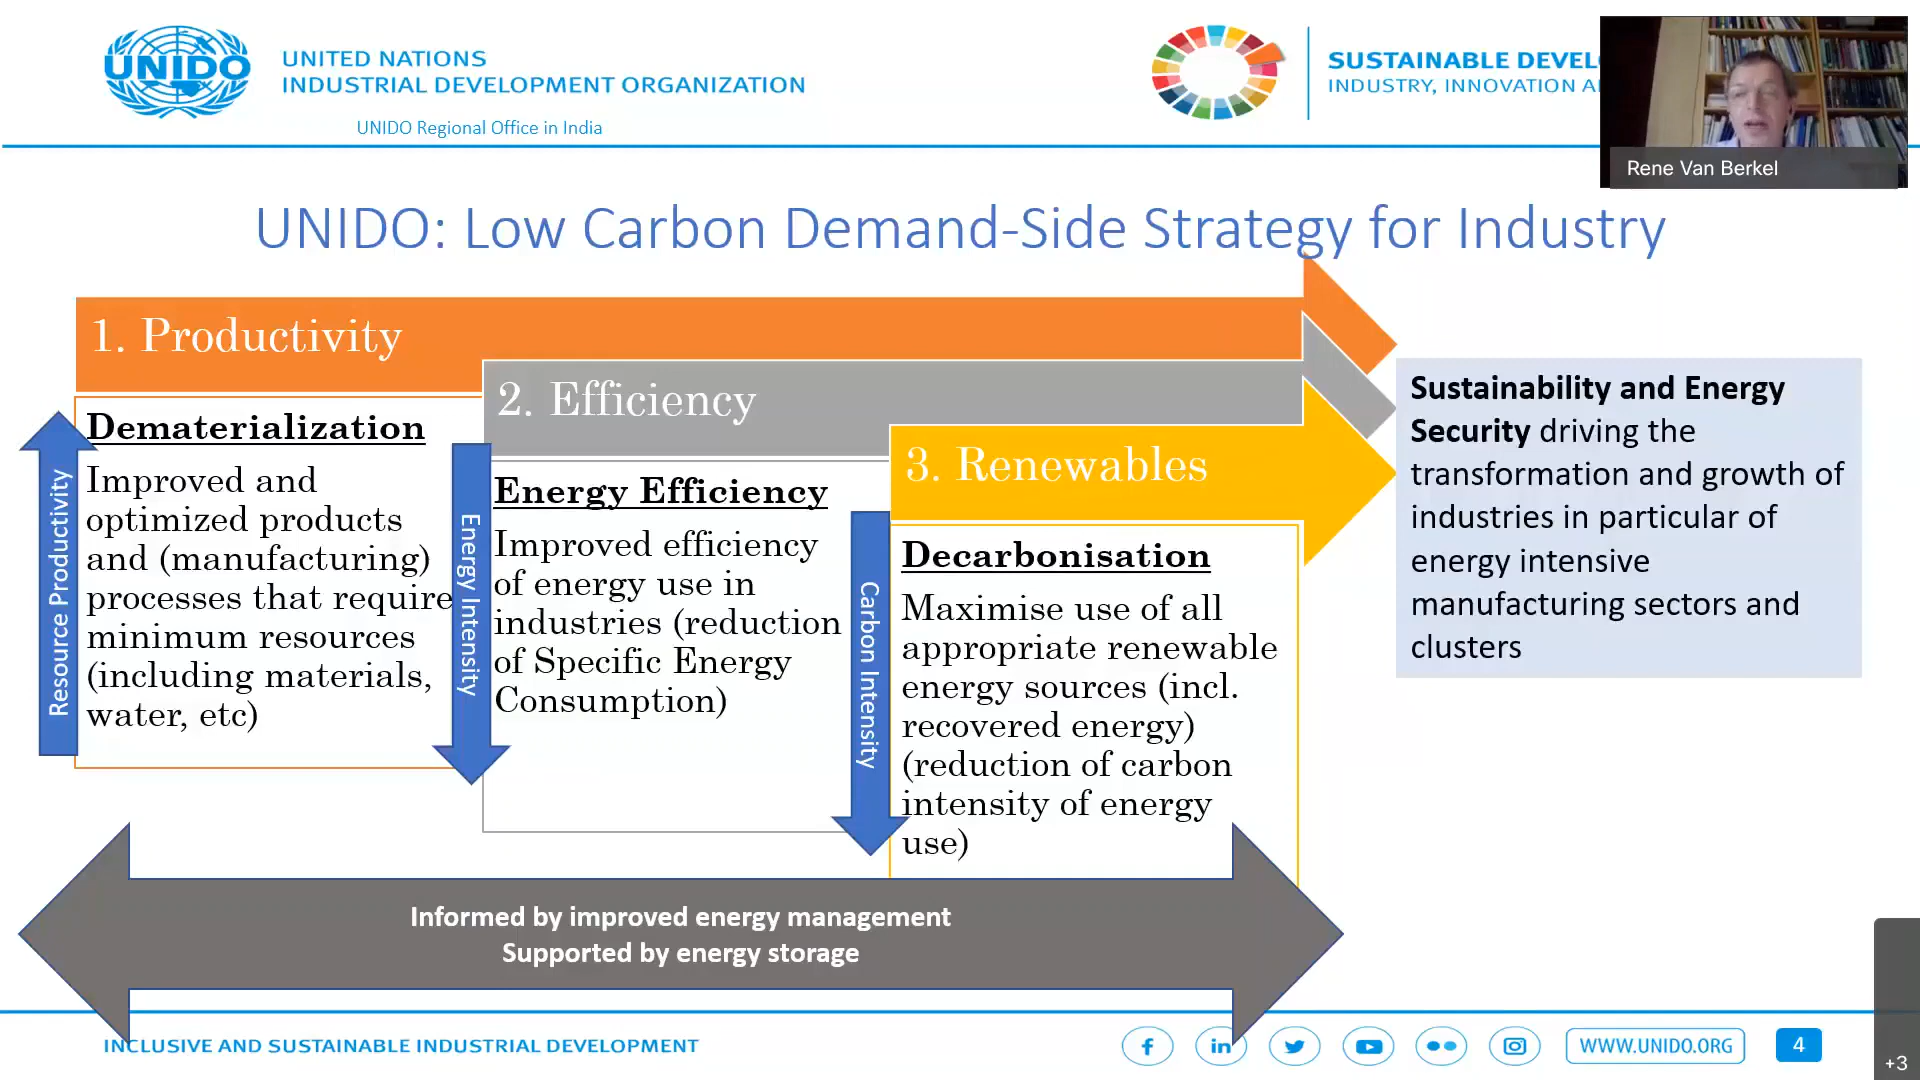 UNIDO
UNITED NATIONS
INDUSTRIAL DEVELOPMENT ORGANIZATION
UNIDO Regional Office in India
SUSTAINABLE DEVEL
INDUSTRY, INNOVATION A
Rene Van Berkel
UNIDO: Low Carbon Demand-Side Strategy for Industry
1. Productivity
Resource Productivity
Dematerialization
Improved and
optimized products
and (manufacturing)
processes that require
minimum resources
(including materials,
water, etc)
2. Efficiency
Energy Intensity
Energy Efficiency
Improved efficiency
of energy use in
industries (reduction
of Specific Energy
Consumption)
3. Renewables
Carbon Intensity
Decarbonisation
Maximise use of all
appropriate renewable
energy sources (incl.
recovered energy)
(reduction of carbon
intensity of energy
use)
Sustainability and Energy
Security driving the
transformation and growth of
industries in particular of
energy intensive
manufacturing sectors and
clusters
Informed by improved energy management
Supported by energy storage
INCLUSIVE AND SUSTAINABLE INDUSTRIAL DEVELOPMENT
WWW.UNIDO.ORG
4
+3